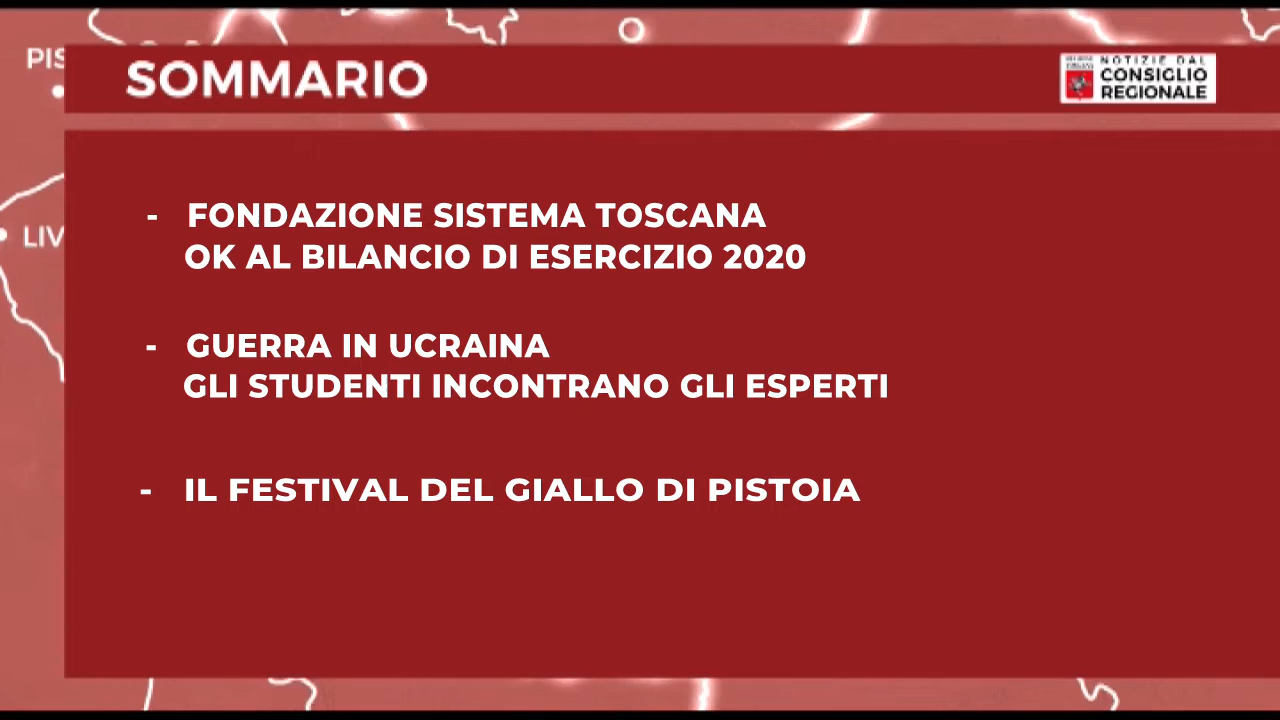 PIS
SOMMARIO
NOTIZIE DAL
CONSIGLIO
REGIONALE
LIV
- FONDAZIONE SISTEMA TOSCANA
OK AL BILANCIO DI ESERCIZIO 2020
- GUERRA IN UCRAINA
GLI STUDENTI INCONTRANO GLI ESPERTI
- IL FESTIVAL DEL GIALLO DI PISTOIA